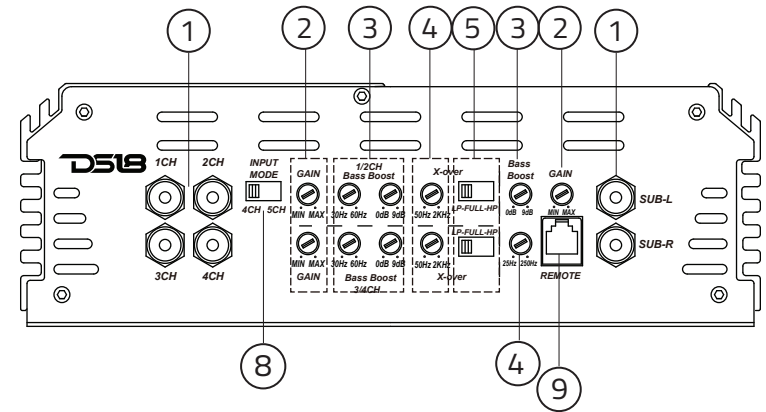 1 2 3 4 5 3 2 1
DS18
1CH 2CH
INPUT
MODE
4CH 5CH
3CH 4CH
GAIN
MIN MAX
MIN MAX
GAIN
1/2CH
Bass Boost
30Hz 60Hz 0dB 9dB
30Hz 60Hz 0dB 9dB
Bass Boost
3/4CH
X-over
50Hz 2KHz
50Hz 2KHz
X-over
LP-FULL-HP
LP-FULL-HP
Bass
Boost
0dB 9dB
25Hz 250Hz
GAIN
MIN MAX
REMOTE
SUB-L
SUB-R
8 4 9